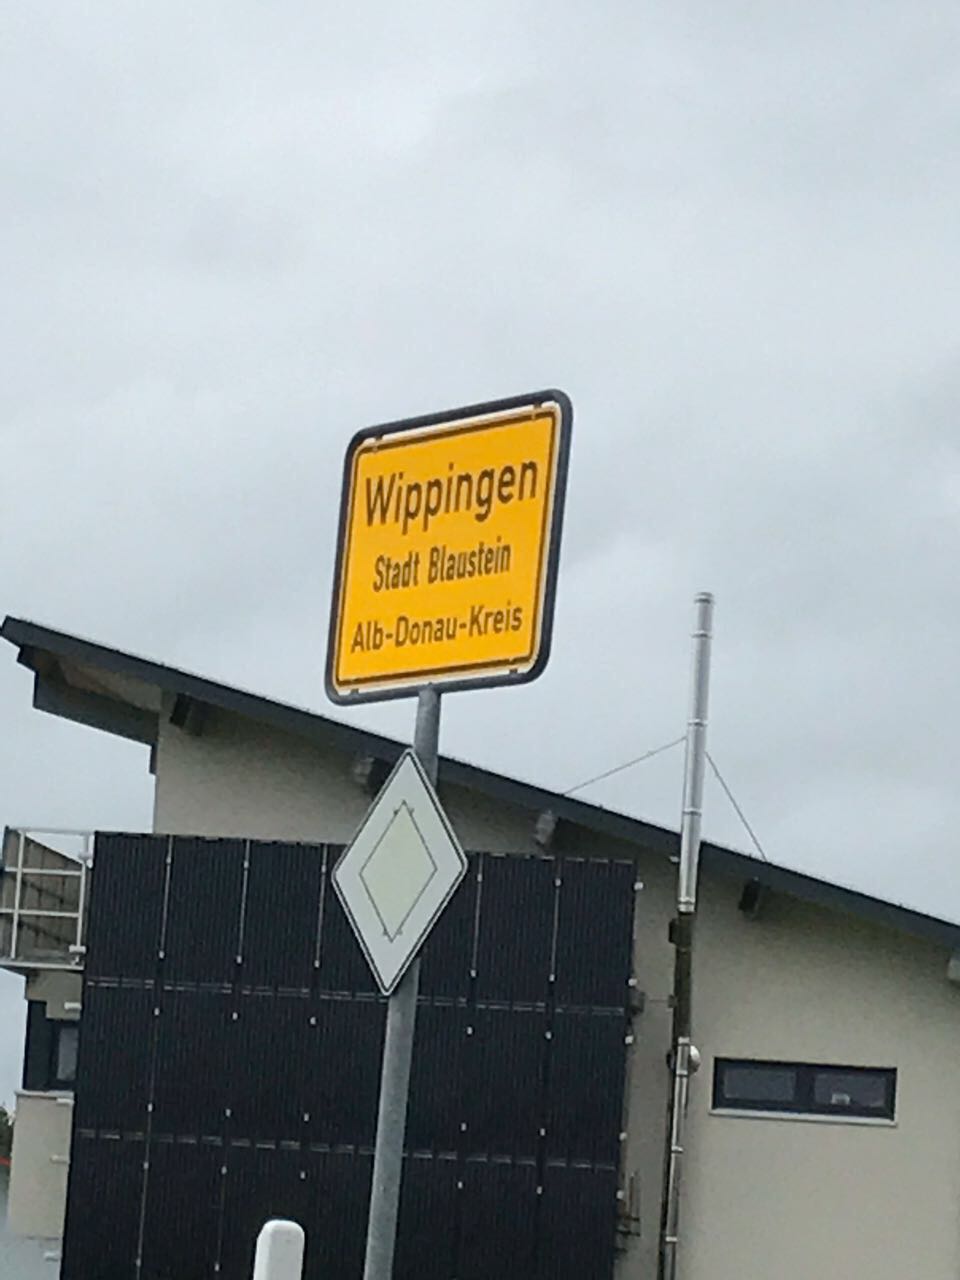 Wippingen
Stadt Blaustein
Alb-Donau-Kreis